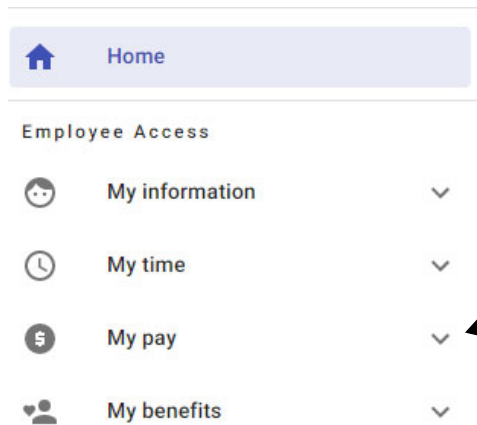 Home
Employee Access
My information
My time
My pay
My benefits